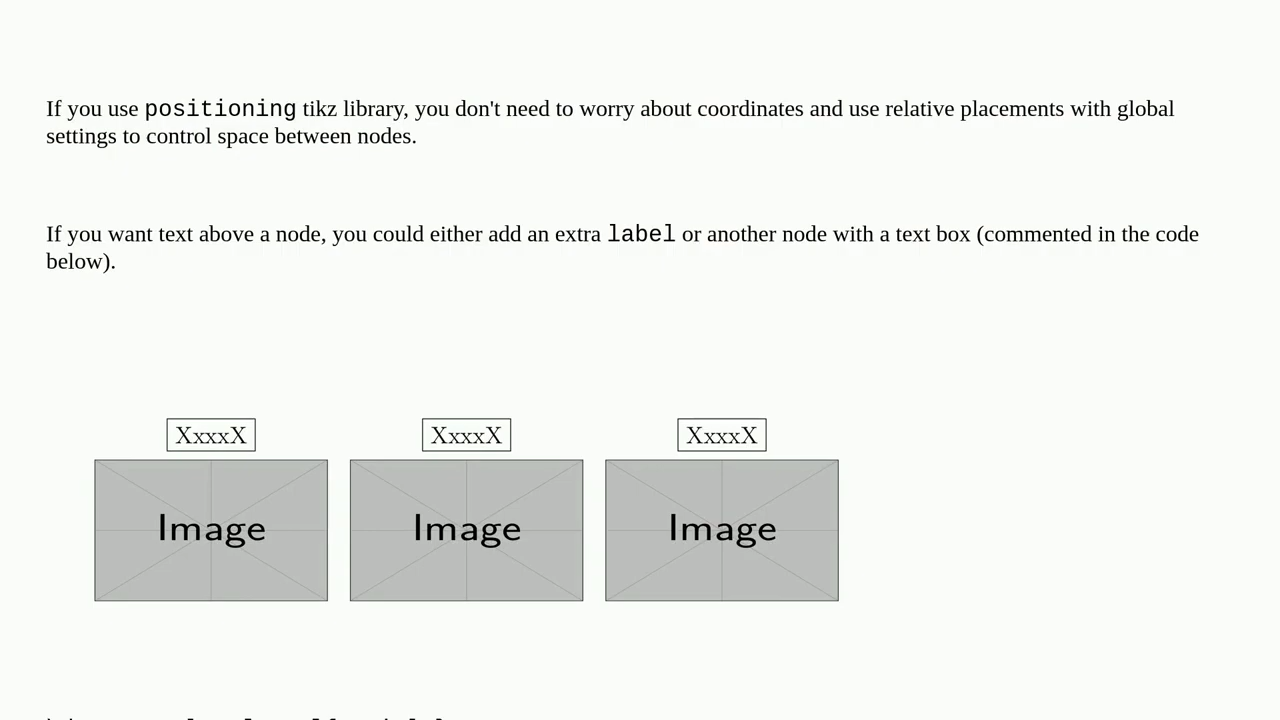 If you use positioning tikz library, you don't need to worry about coordinates and use relative placements with global
settings to control space between nodes.
If you want text above a node, you could either add an extra label or another node with a text box (commented in the code
below).
XxxxX XxxxX XxxxX
Image Image Image